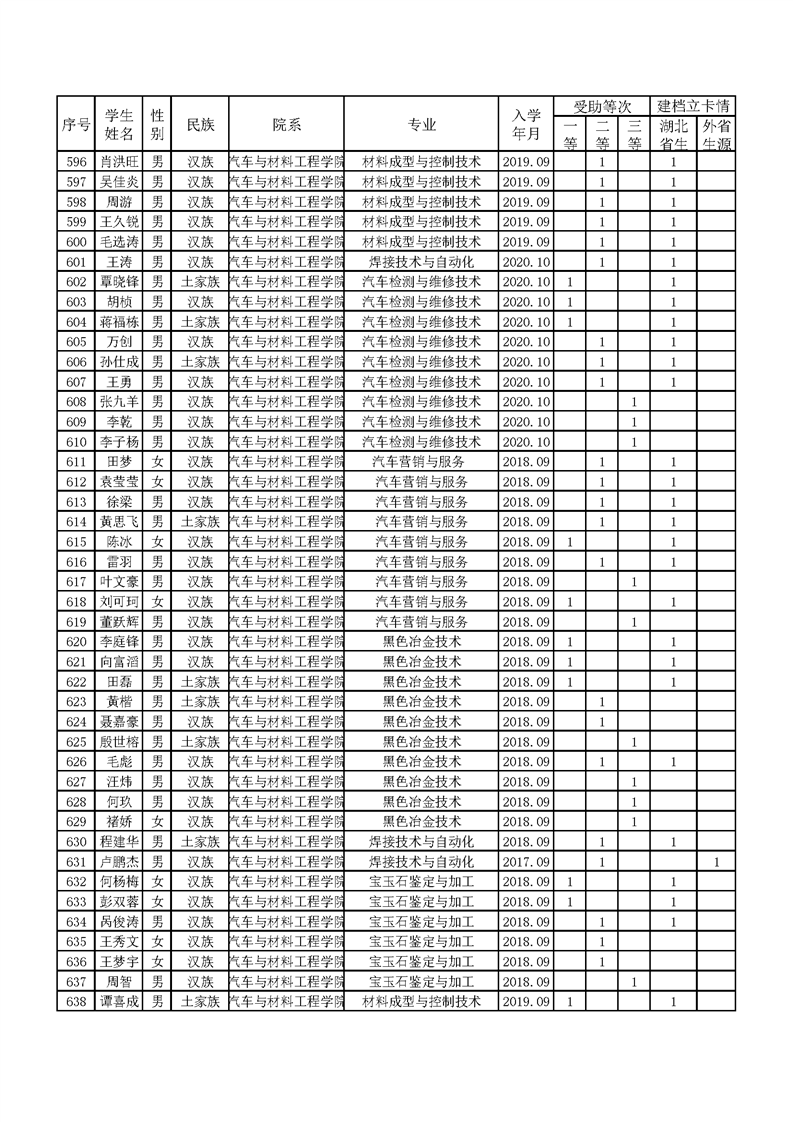 序号 学生姓名 性别 民族 院系 专业 入学年月 受助等次 建档立卡情
一等 二等 三等 湖北省生 外省生源
596 肖洪旺 男 汉族 汽车与材料工程学院 材料成型与控制技术 2019.09 1 1
597 吴佳炎 男 汉族 汽车与材料工程学院 材料成型与控制技术 2019.09 1 1
598 周游 男 汉族 汽车与材料工程学院 材料成型与控制技术 2019.09 1 1
599 王久锐 男 汉族 汽车与材料工程学院 材料成型与控制技术 2019.09 1 1
600 毛选涛 男 汉族 汽车与材料工程学院 材料成型与控制技术 2019.09 1 1
601 王涛 男 汉族 汽车与材料工程学院 焊接技术与自动化 2020.10 1 1
602 覃晓锋 男 土家族 汽车与材料工程学院 汽车检测与维修技术 2020.10 1 1
603 胡桢 男 汉族 汽车与材料工程学院 汽车检测与维修技术 2020.10 1 1
604 蒋福栋 男 土家族 汽车与材料工程学院 汽车检测与维修技术 2020.10 1 1
605 万创 男 汉族 汽车与材料工程学院 汽车检测与维修技术 2020.10 1 1
606 孙仕成 男 土家族 汽车与材料工程学院 汽车检测与维修技术 2020.10 1 1
607 王勇 男 汉族 汽车与材料工程学院 汽车检测与维修技术 2020.10 1 1
608 张九羊 男 汉族 汽车与材料工程学院 汽车检测与维修技术 2020.10 1
609 李乾 男 汉族 汽车与材料工程学院 汽车检测与维修技术 2020.10 1
610 李子杨 男 汉族 汽车与材料工程学院 汽车检测与维修技术 2020.10 1
611 田梦 女 汉族 汽车与材料工程学院 汽车营销与服务 2018.09 1 1
612 袁莹莹 女 汉族 汽车与材料工程学院 汽车营销与服务 2018.09 1 1
613 徐梁 男 汉族 汽车与材料工程学院 汽车营销与服务 2018.09 1 1
614 黄思飞 男 土家族 汽车与材料工程学院 汽车营销与服务 2018.09 1 1
615 陈冰 女 汉族 汽车与材料工程学院 汽车营销与服务 2018.09 1 1
616 雷羽 男 汉族 汽车与材料工程学院 汽车营销与服务 2018.09 1 1
617 叶文豪 男 汉族 汽车与材料工程学院 汽车营销与服务 2018.09 1
618 刘可珂 女 汉族 汽车与材料工程学院 汽车营销与服务 2018.09 1 1
619 董跃辉 男 汉族 汽车与材料工程学院 汽车营销与服务 2018.09 1
620 李庭锋 男 汉族 汽车与材料工程学院 黑色冶金技术 2018.09 1 1
621 向富滔 男 汉族 汽车与材料工程学院 黑色冶金技术 2018.09 1 1
622 田磊 男 土家族 汽车与材料工程学院 黑色冶金技术 2018.09 1 1
623 黄楷 男 土家族 汽车与材料工程学院 黑色冶金技术 2018.09 1
624 聂嘉豪 男 汉族 汽车与材料工程学院 黑色冶金技术 2018.09 1
625 殷世榕 男 土家族 汽车与材料工程学院 黑色冶金技术 2018.09 1
626 毛彪 男 汉族 汽车与材料工程学院 黑色冶金技术 2018.09 1 1
627 汪炜 男 汉族 汽车与材料工程学院 黑色冶金技术 2018.09 1
628 何玖 男 汉族 汽车与材料工程学院 黑色冶金技术 2018.09 1
629 褚娇 女 汉族 汽车与材料工程学院 黑色冶金技术 2018.09 1
630 程建华 男 土家族 汽车与材料工程学院 焊接技术与自动化 2018.09 1 1
631 卢鹏杰 男 汉族 汽车与材料工程学院 焊接技术与自动化 2017.09 1 1
632 何杨梅 女 汉族 汽车与材料工程学院 宝玉石鉴定与加工 2018.09 1 1
633 彭双蓉 女 汉族 汽车与材料工程学院 宝玉石鉴定与加工 2018.09 1 1
634 呙俊涛 男 汉族 汽车与材料工程学院 宝玉石鉴定与加工 2018.09 1 1
635 王秀文 女 汉族 汽车与材料工程学院 宝玉石鉴定与加工 2018.09 1
636 王梦宇 女 汉族 汽车与材料工程学院 宝玉石鉴定与加工 2018.09 1
637 周智 男 汉族 汽车与材料工程学院 宝玉石鉴定与加工 2018.09 1
638 谭喜成 男 土家族 汽车与材料工程学院 材料成型与控制技术 2019.09 1 1